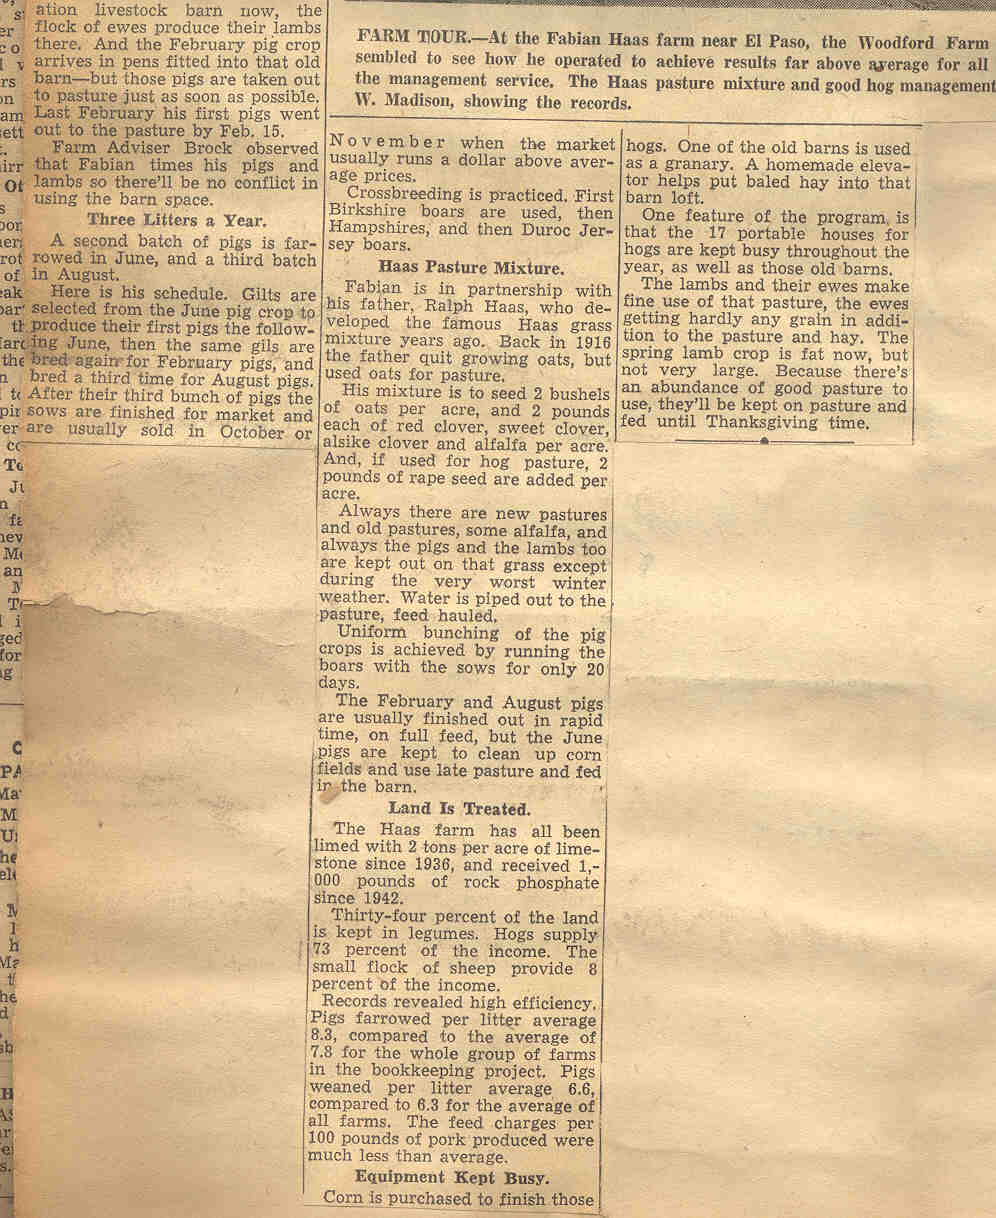 ation livestock barn now, the
flock of ewes produce their lambs
there. And the February pig crop
arrives in pens fitted into that old
barn—but those pigs are taken out
to pasture just as soon as possible.
Last February his first pigs went
out to the pasture by Feb. 15.
Farm Adviser Brock observed
that Fabian times his pigs and
lambs so there'll be no conflict in
using the barn space.
Three Litters a Year.
A second batch of pigs is far-
rowed in June, and a third batch
in August.
Here is his schedule. Gilts are
selected from the June pig crop to
produce their first pigs the follow-
ing June, then the same gils are
bred again for February pigs, and
bred a third time for August pigs.
After their third bunch of pigs the
sows are finished for market and
are usually sold in October or
FARM TOUR.—At the Fabian Haas farm near El Paso, the Woodford Farm
sembled to see how he operated to achieve results far above average for all
the management service. The Haas pasture mixture and good hog management
W. Madison, showing the records.
November when the market
usually runs a dollar above aver-
age prices.
Crossbreeding is practiced. First
Birkshire boars are used, then
Hampshires, and then Duroc Jer-
sey boars.
Haas Pasture Mixture.
Fabian is in partnership with
his father, Ralph Haas, who de-
veloped the famous Haas grass
mixture years ago. Back in 1916
the father quit growing oats, but
used oats for pasture.
His mixture is to seed 2 bushels
of oats per acre, and 2 pounds
each of red clover, sweet clover,
alsike clover and alfalfa per acre.
And, if used for hog pasture, 2
pounds of rape seed are added per
acre.
Always there are new pastures
and old pastures, some alfalfa, and
always the pigs and the lambs too
are kept out on that grass except
during the very worst winter
weather. Water is piped out to the
pasture, feed hauled.
Uniform bunching of the pig
crops is achieved by running the
boars with the sows for only 20
days.
The February and August pigs
are usually finished out in rapid
time, on full feed, but the June
pigs are kept to clean up corn
fields and use late pasture and fed
in the barn.
Land Is Treated.
The Haas farm has all been
limed with 2 tons per acre of lime-
stone since 1936, and received 1,-
000 pounds of rock phosphate
since 1942.
Thirty-four percent of the land
is kept in legumes. Hogs supply
73 percent of the income. The
small flock of sheep provide 8
percent of the income.
Records revealed high efficiency.
Pigs farrowed per litter average
8.3, compared to the average of
7.8 for the whole group of farms
in the bookkeeping project. Pigs
weaned per litter average 6.6,
compared to 6.3 for the average of
all farms. The feed charges per
100 pounds of pork produced were
much less than average.
Equipment Kept Busy.
Corn is purchased to finish those
hogs. One of the old barns is used
as a granary. A homemade eleva-
tor helps put baled hay into that
barn loft.
One feature of the program is
that the 17 portable houses for
hogs are kept busy throughout the
year, as well as those old barns.
The lambs and their ewes make
fine use of that pasture, the ewes
getting hardly any grain in addi-
tion to the pasture and hay. The
spring lamb crop is fat now, but
not very large. Because there's
an abundance of good pasture to
use, they'll be kept on pasture and
fed until Thanksgiving time.